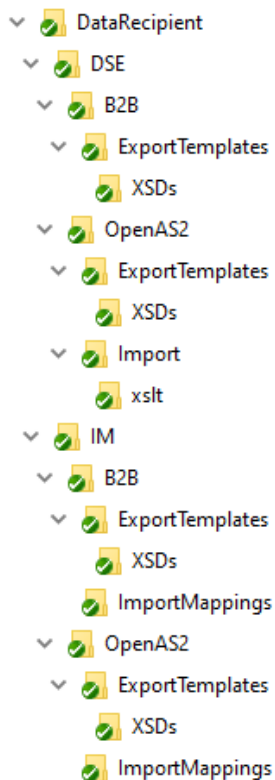 DataRecipient
DSE
B2B
ExportTemplates
XSDs
OpenAS2
ExportTemplates
XSDs
Import
xslt
IM
B2B
ExportTemplates
XSDs
ImportMappings
OpenAS2
ExportTemplates
XSDs
ImportMappings